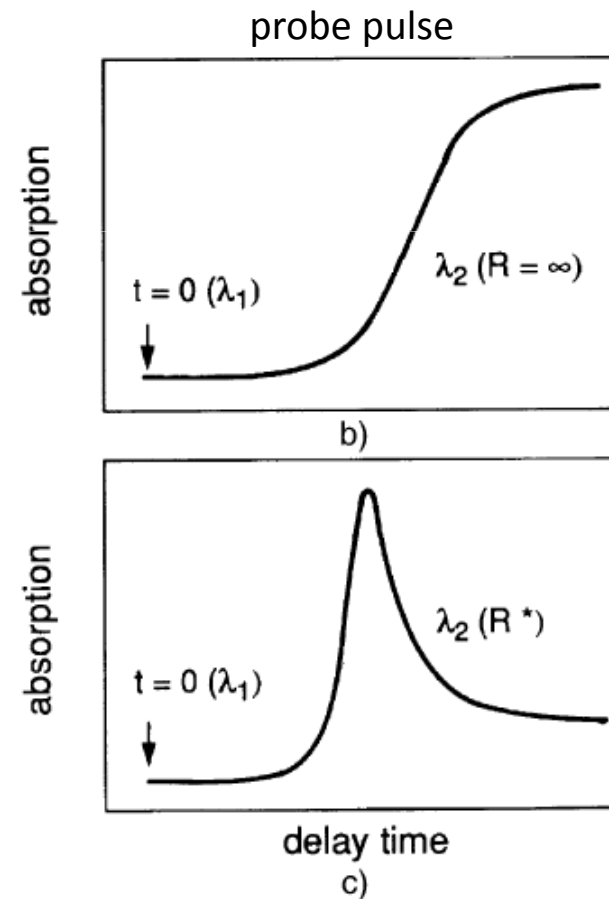 probe pulse
absorption
t = 0 (λ₁)
λ₂ (R = ∞)
b)
absorption
t = 0 (λ₁)
λ₂ (R *)
delay time
c)